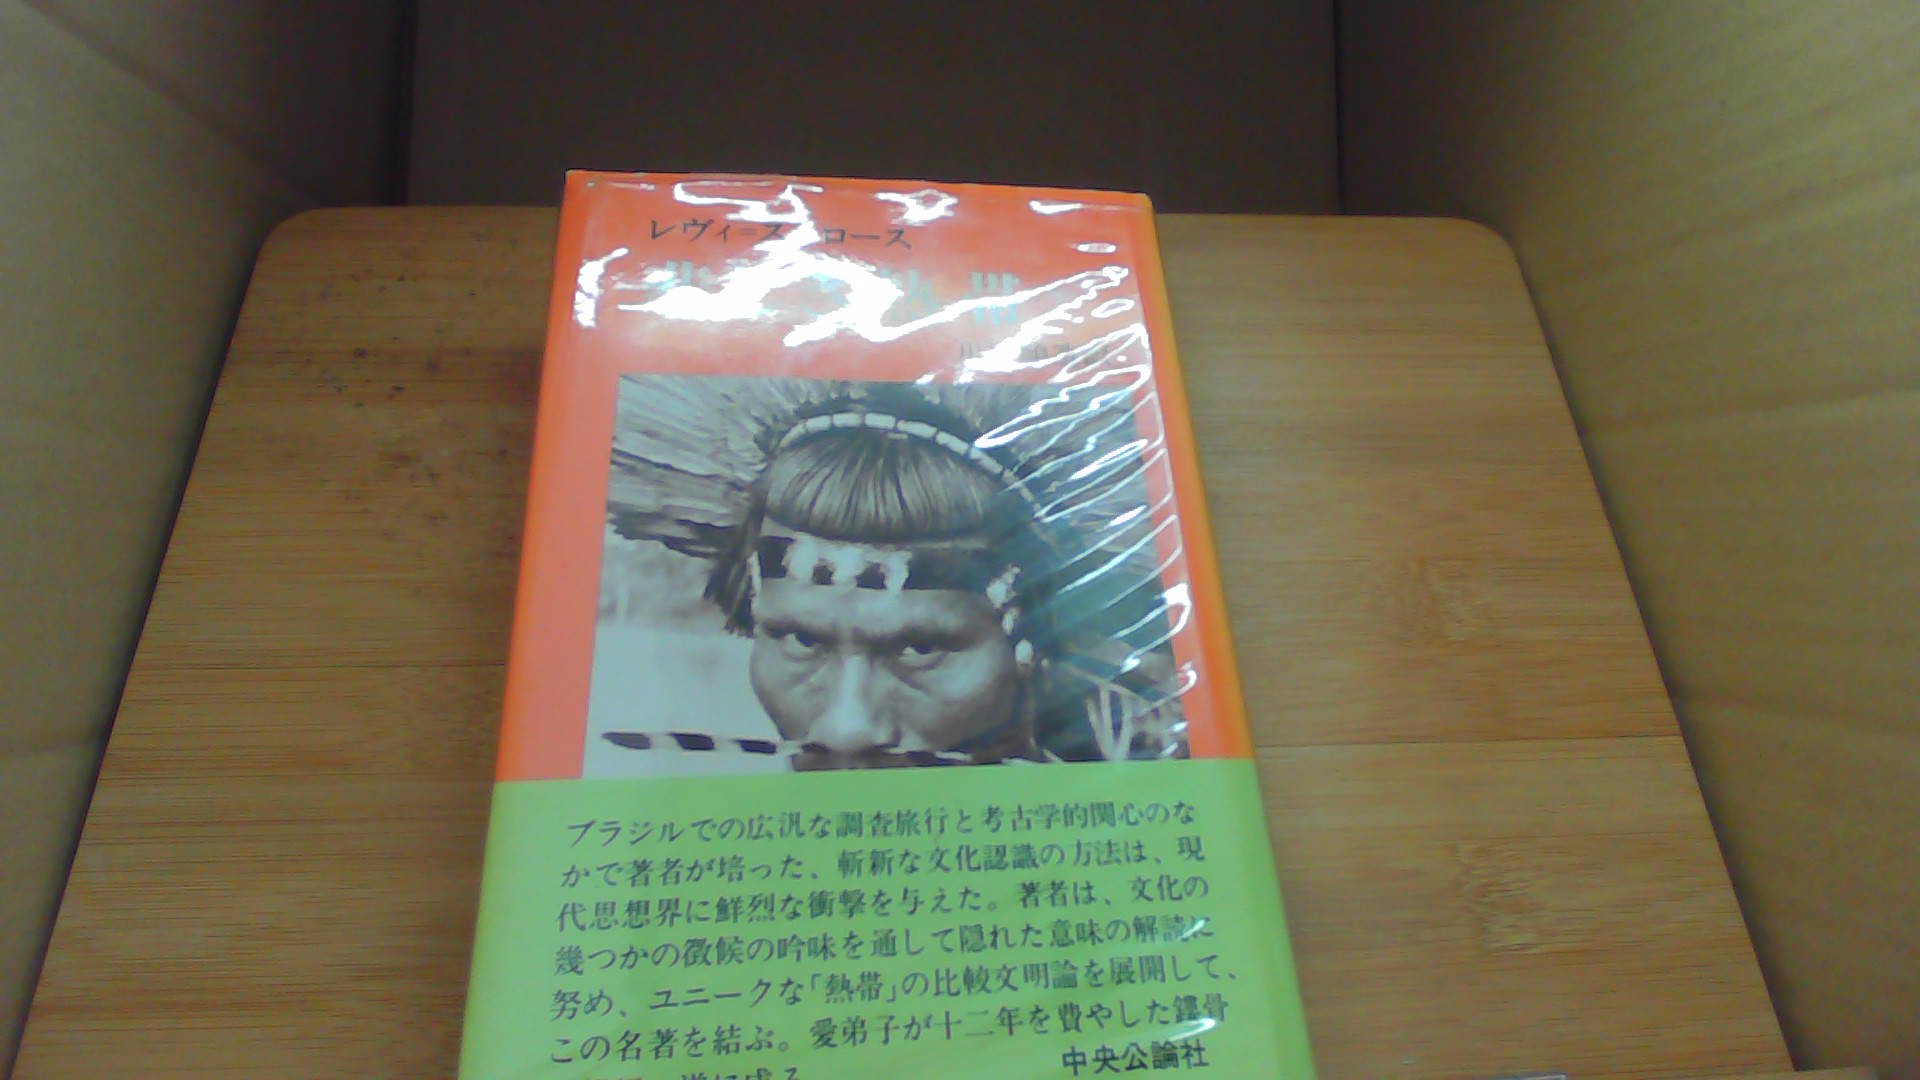 レヴィ=ス ロース
熱帯
ブラジルでの広汎な調査旅行と考古学的関心のな
かで著者が培った、斬新な文化認識の方法は、現
代思想界に鮮烈な衝撃を与えた。著者は、文化の
幾つかの徴候の吟味を通して隠れた意味の解読に
努め、ユニークな「熱帯」の比較文明論を展開して、
この名著を結ぶ。愛弟子が十二年を費やした鏤骨
中央公論社